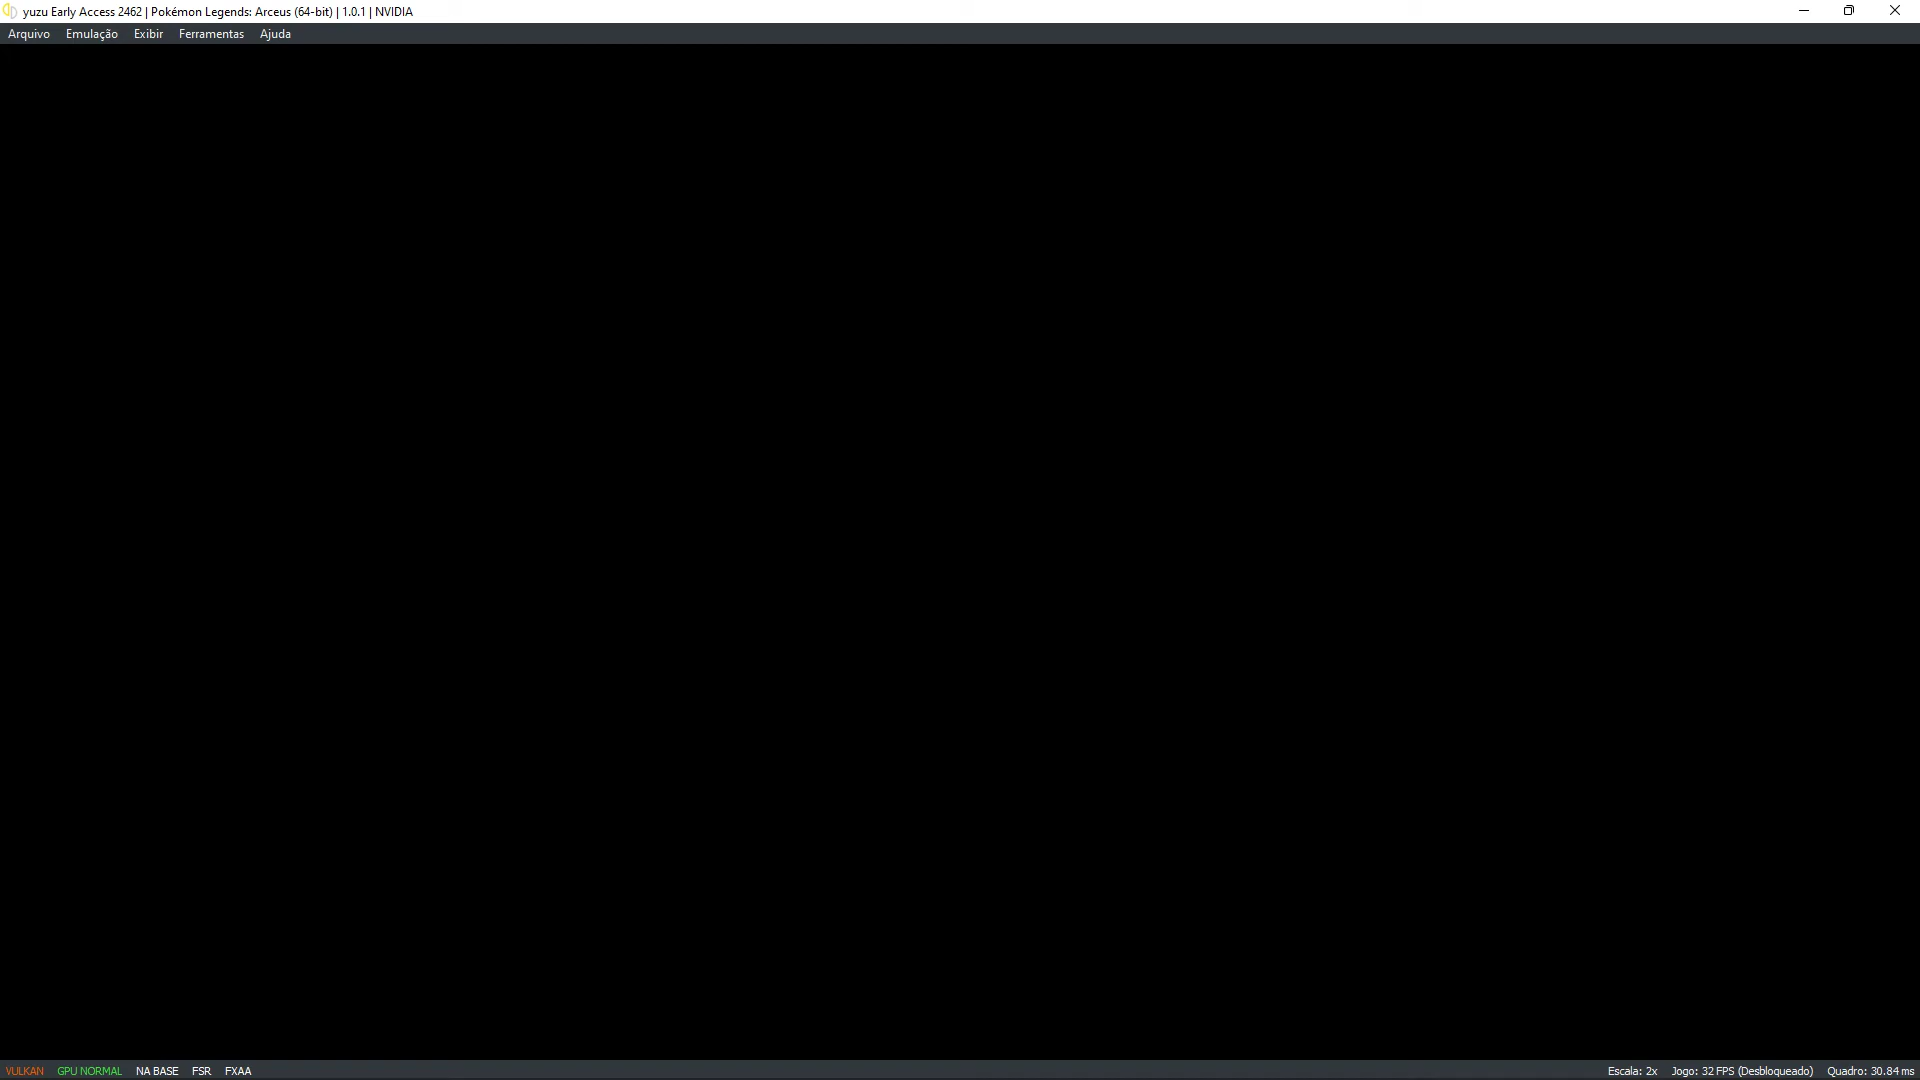 yuzu Early Access 2462 | Pokémon Legends: Arceus (64-bit) | 1.0.1 | NVIDIA
Arquivo Emulação Exibir Ferramentas Ajuda
VULKAN GPU NORMAL NA BASE FSR FXAA Escala: 2x Jogo: 32 FPS (Desbloqueado) Quadro: 30.84 ms